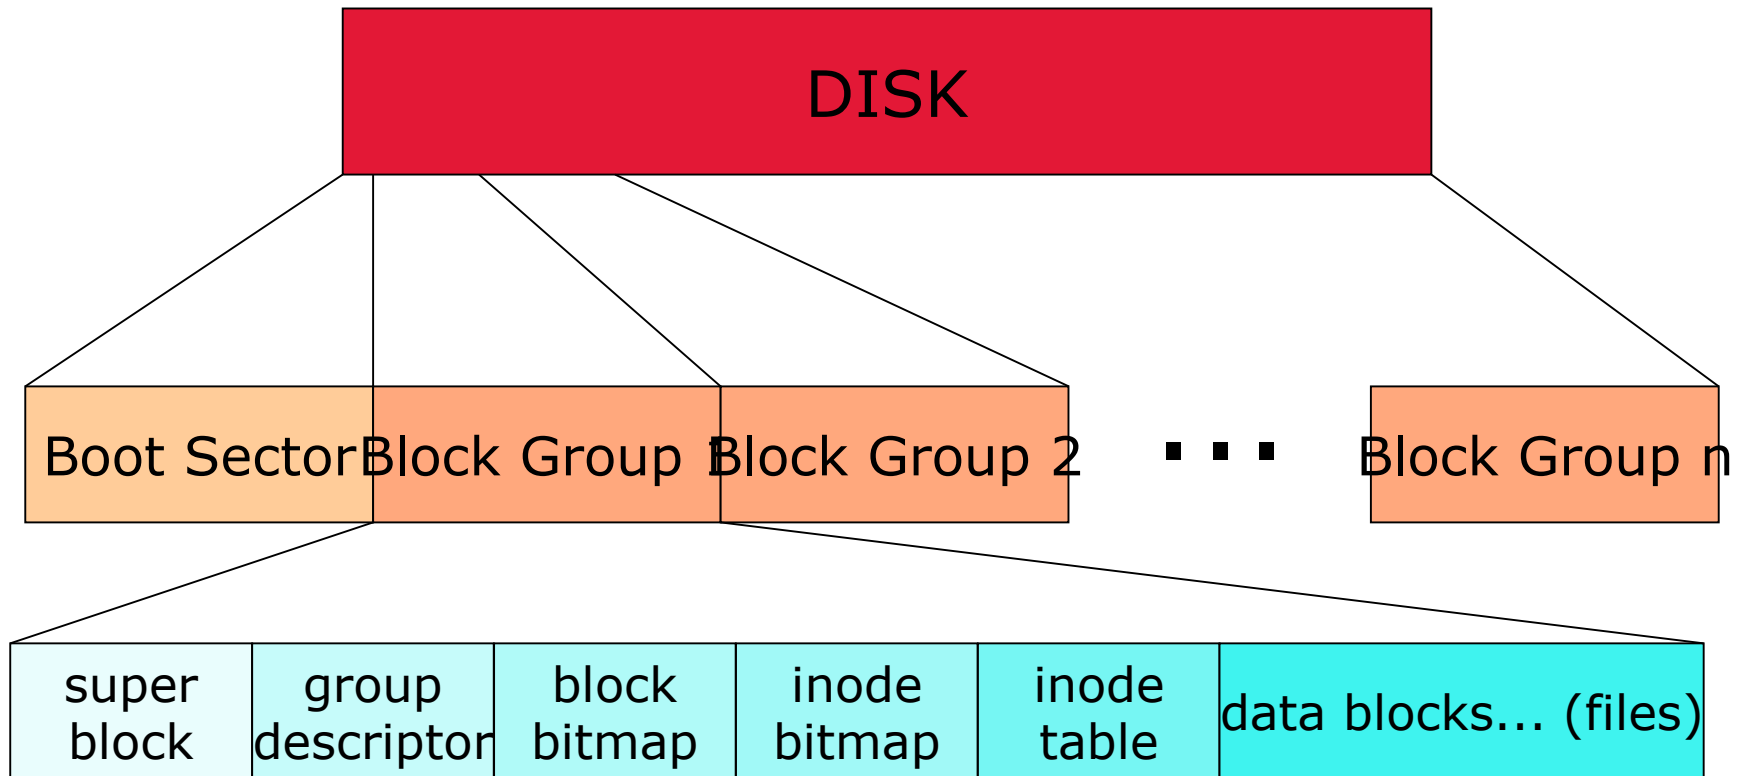 DISK
Boot Sector
Block Group 1
Block Group 2
...
Block Group n
super
block
group
descriptor
block
bitmap
inode
bitmap
inode
table
data blocks... (files)